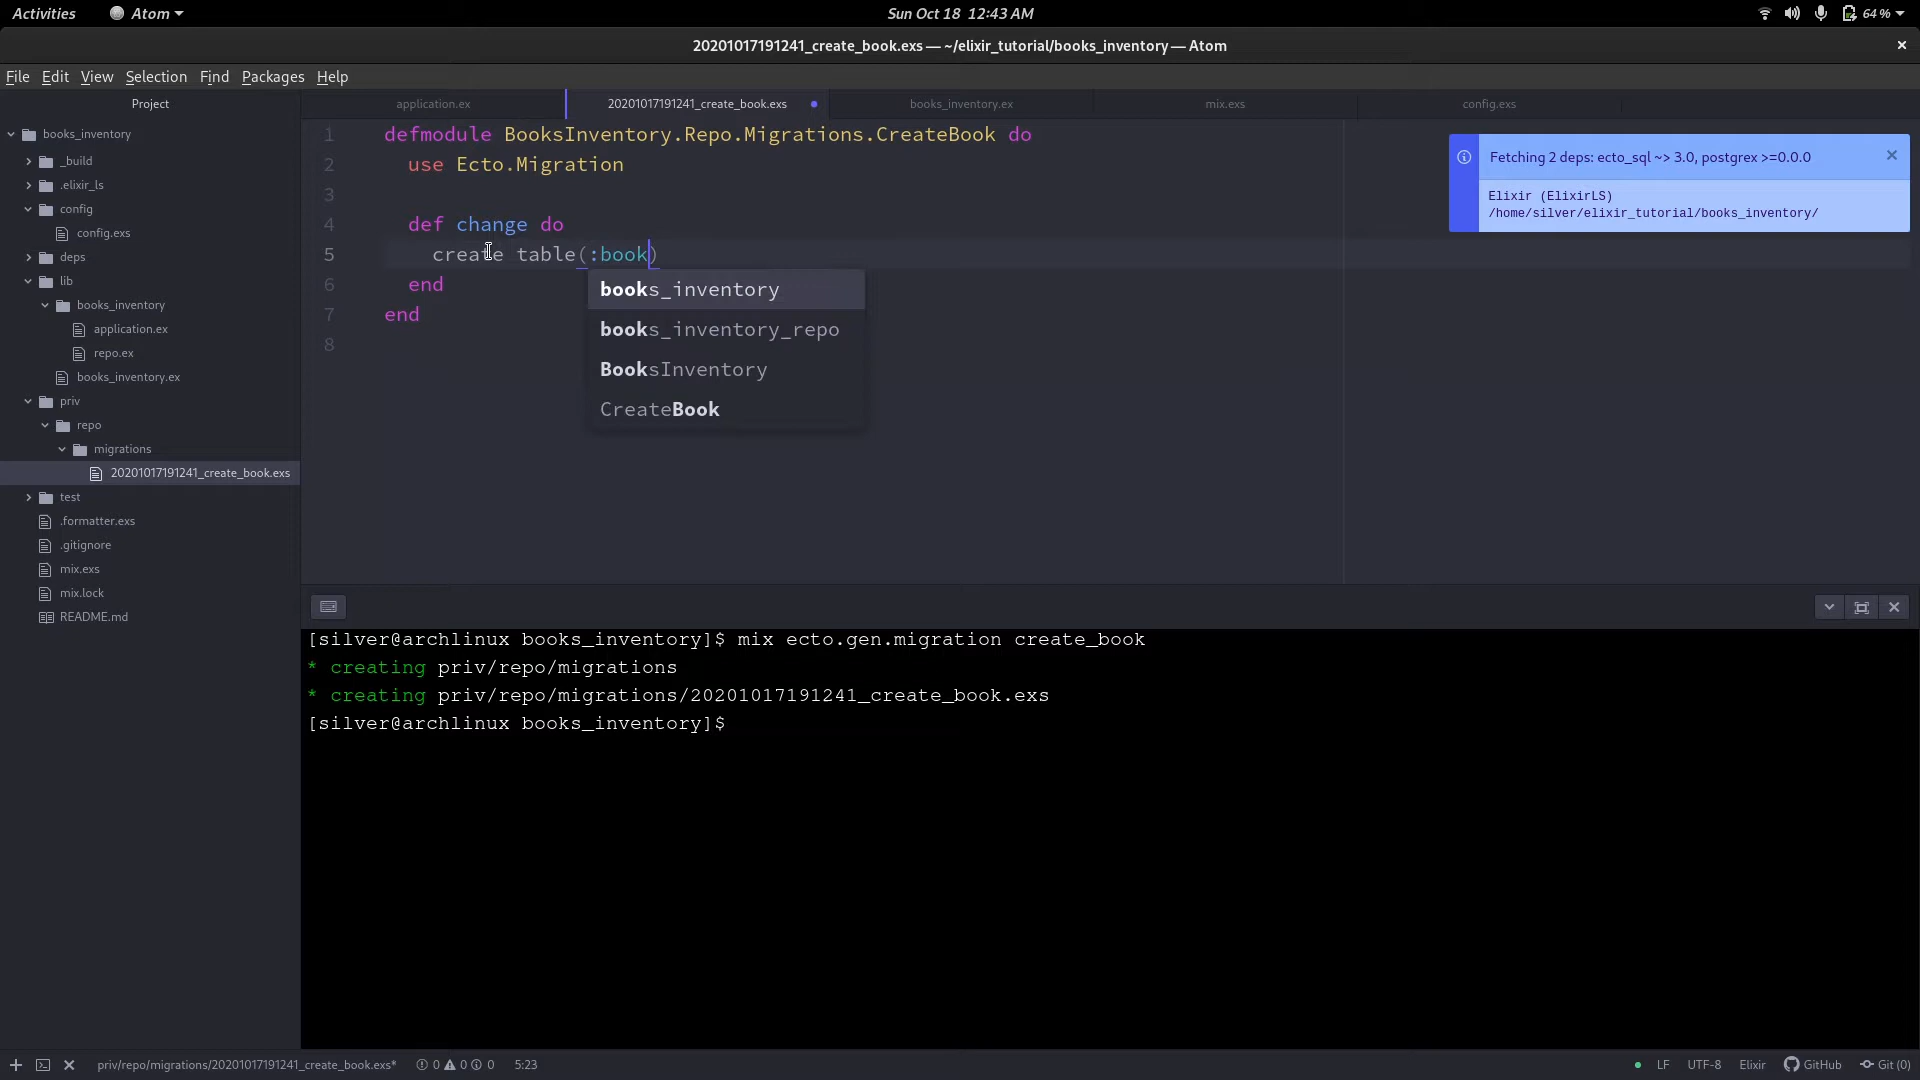 Activities
Atom
Sun Oct 18 12:43 AM
64 %
20201017191241_create_book.exs — ~/elixir_tutorial/books_inventory — Atom
File Edit View Selection Find Packages Help
Project
books_inventory
_build
.elixir_ls
config
config.exs
deps
lib
books_inventory
application.ex
repo.ex
books_inventory.ex
priv
repo
migrations
20201017191241_create_book.exs
test
.formatter.exs
.gitignore
mix.exs
mix.lock
README.md
application.ex
20201017191241_create_book.exs
books_inventory.ex
mix.exs
config.exs
1 defmodule BooksInventory.Repo.Migrations.CreateBook do
2 use Ecto.Migration
3
4 def change do
5 create table(:book)
6 end
7 end
8
books_inventory
books_inventory_repo
BooksInventory
CreateBook
Fetching 2 deps: ecto_sql ~> 3.0, postgrex >=0.0.0
Elixir (ElixirLS)
/home/silver/elixir_tutorial/books_inventory/
[silver@archlinux books_inventory]$ mix ecto.gen.migration create_book
* creating priv/repo/migrations
* creating priv/repo/migrations/20201017191241_create_book.exs
[silver@archlinux books_inventory]$
priv/repo/migrations/20201017191241_create_book.exs* 0 0 0 5:23
LF UTF-8 Elixir GitHub Git (0)